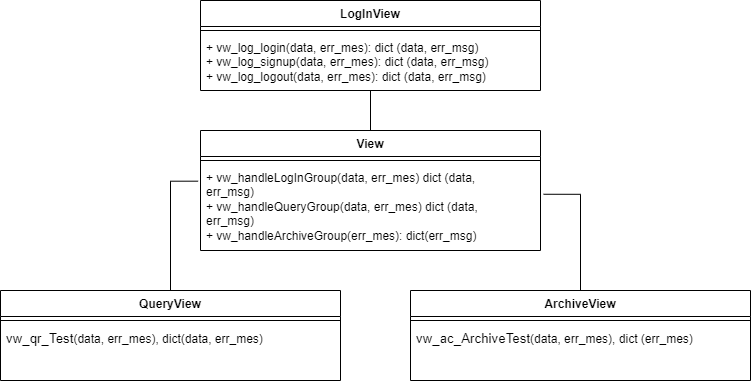 LogInView
+ vw_log_login(data, err_mes): dict (data, err_msg)
+ vw_log_signup(data, err_mes): dict (data, err_msg)
+ vw_log_logout(data, err_mes): dict (data, err_msg)
View
+ vw_handleLogInGroup(data, err_mes) dict (data,
err_msg)
+ vw_handleQueryGroup(data, err_mes) dict (data,
err_msg)
+ vw_handleArchiveGroup(err_mes): dict(err_msg)
QueryView
vw_qr_Test(data, err_mes), dict(data, err_mes)
ArchiveView
vw_ac_ArchiveTest(data, err_mes), dict (err_mes)